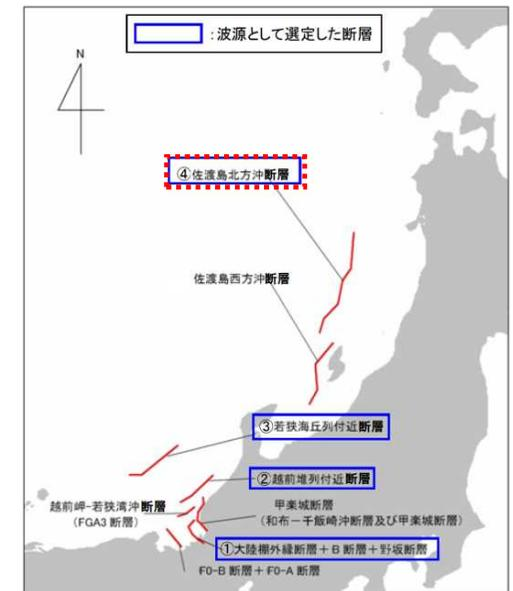 ：波源として選定した断層
N
④佐渡島北方沖断層
佐渡島西方沖断層
③若狭海丘列付近断層
②越前堆列付近断層
越前岬－若狭湾沖断層
（FGA3 断層）
甲楽城断層
（和布－干飯崎沖断層及び甲楽城断層）
①大陸棚外縁断層＋B 断層＋野坂断層
F0-B 断層＋F0-A 断層